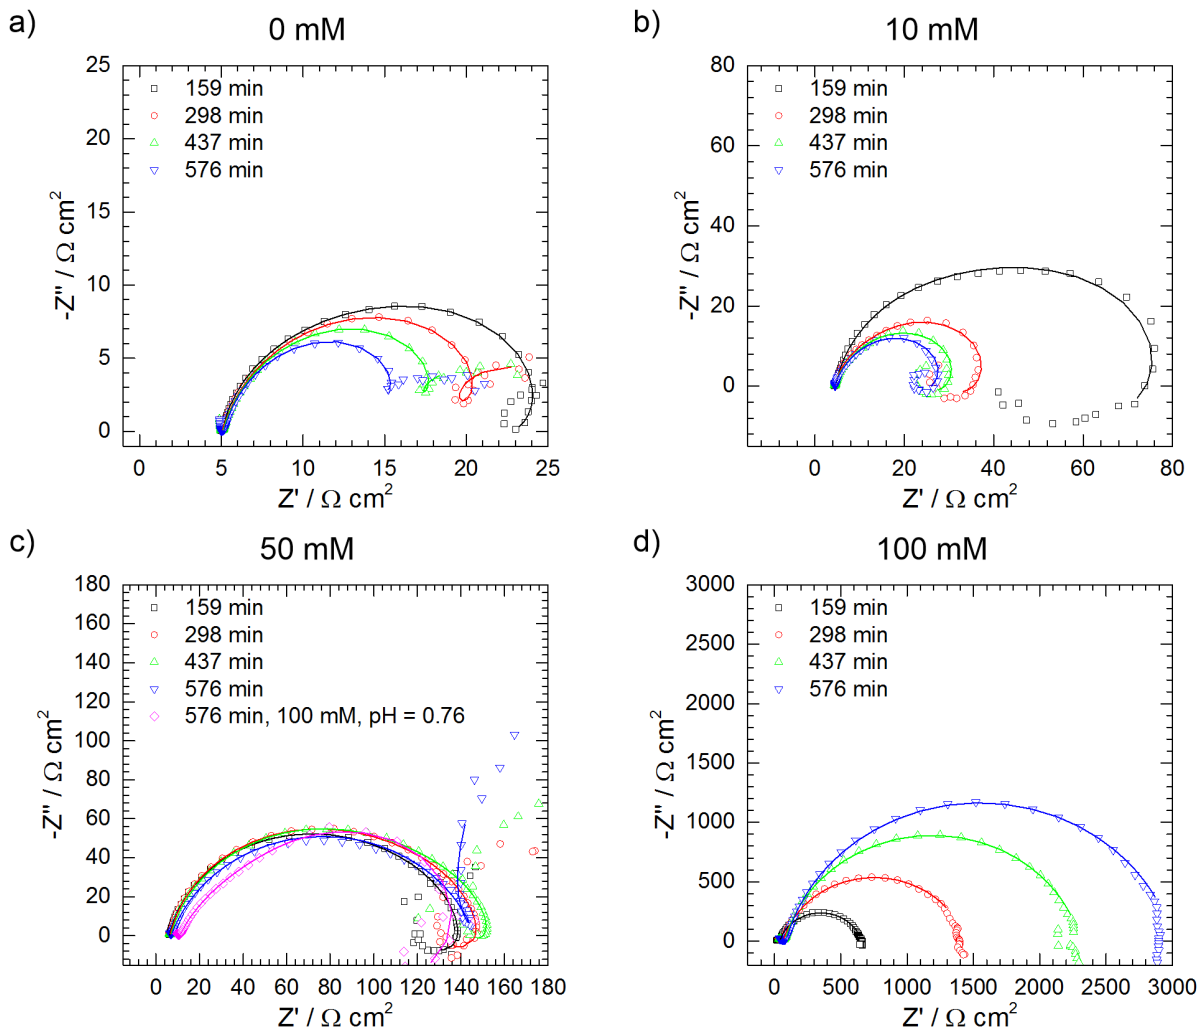 a)
0 mM
25
20
15
10
5
0
-Z'' / Ω cm²
159 min
298 min
437 min
576 min
0
5
10
15
20
25
Z' / Ω cm²
b)
10 mM
80
60
40
20
0
-Z'' / Ω cm²
159 min
298 min
437 min
576 min
0
20
40
60
80
Z' / Ω cm²
c)
50 mM
180
160
140
120
100
80
60
40
20
0
-Z'' / Ω cm²
159 min
298 min
437 min
576 min
576 min, 100 mM, pH = 0.76
0
20
40
60
80
100
120
140
160
180
Z' / Ω cm²
d)
100 mM
3000
2500
2000
1500
1000
500
0
-Z'' / Ω cm²
159 min
298 min
437 min
576 min
0
500
1000
1500
2000
2500
3000
Z' / Ω cm²